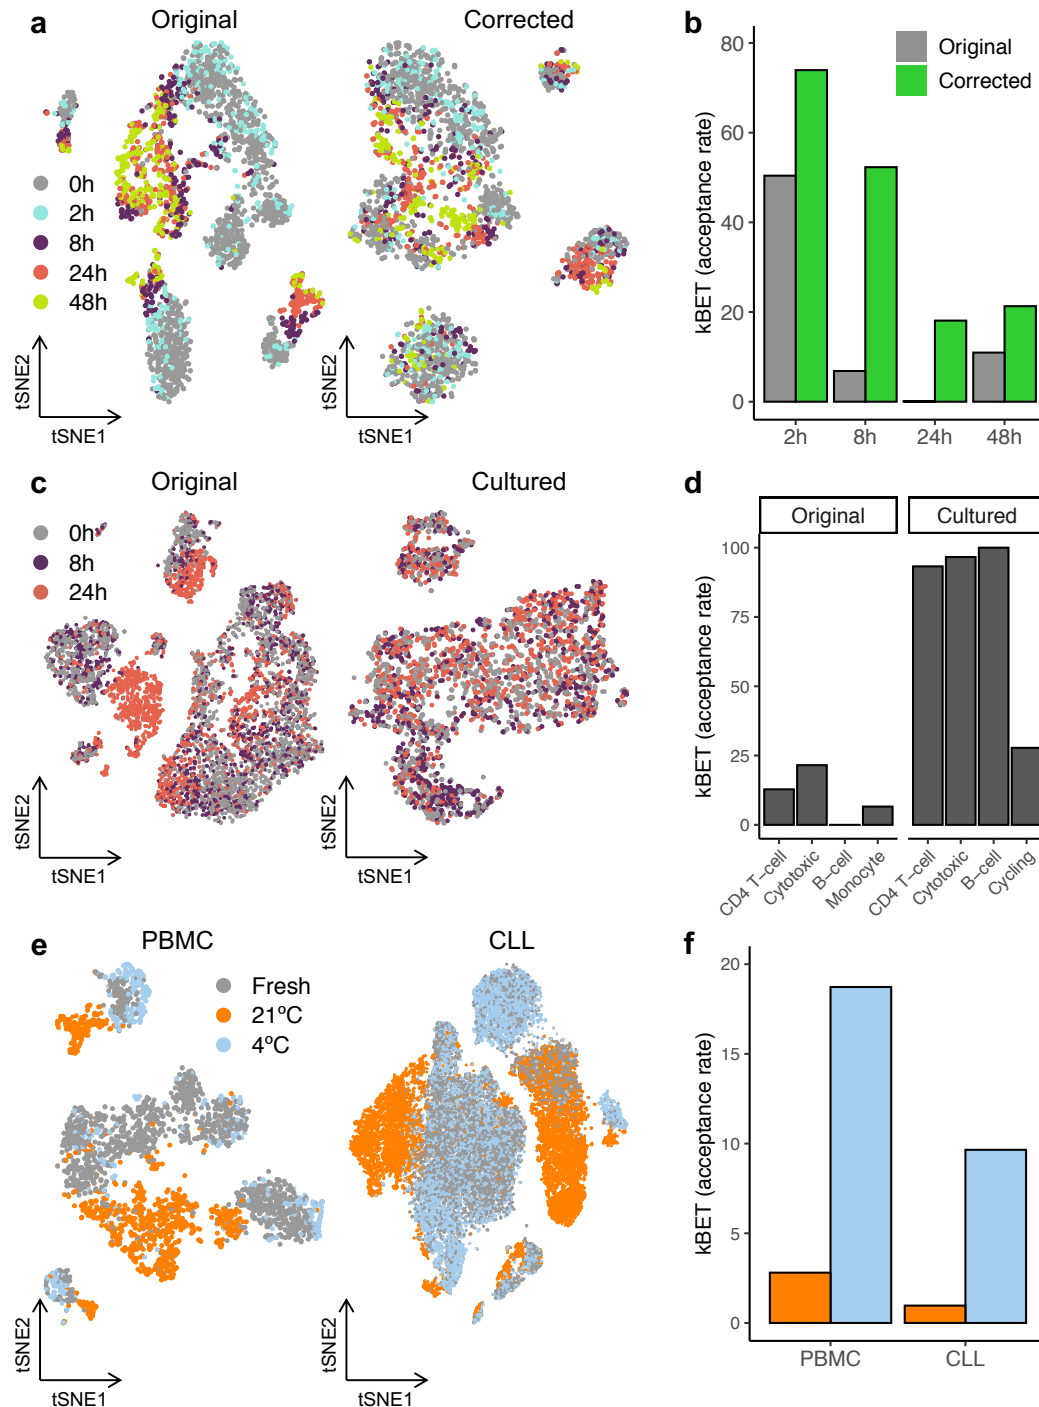 a
Original
Corrected
0h
2h
8h
24h
48h
tSNE2
tSNE1
tSNE2
tSNE1
b
Original
Corrected
kBET (acceptance rate)
80
60
40
20
0
2h
8h
24h
48h
c
Original
Cultured
0h
8h
24h
tSNE2
tSNE1
tSNE2
tSNE1
d
Original
Cultured
kBET (acceptance rate)
100
75
50
25
0
CD4 T−cell
Cytotoxic
B−cell
Monocyte
CD4 T−cell
Cytotoxic
B−cell
Cycling
e
PBMC
CLL
Fresh
21ºC
4ºC
tSNE2
tSNE1
tSNE2
tSNE1
f
kBET (acceptance rate)
20
15
10
5
0
PBMC
CLL